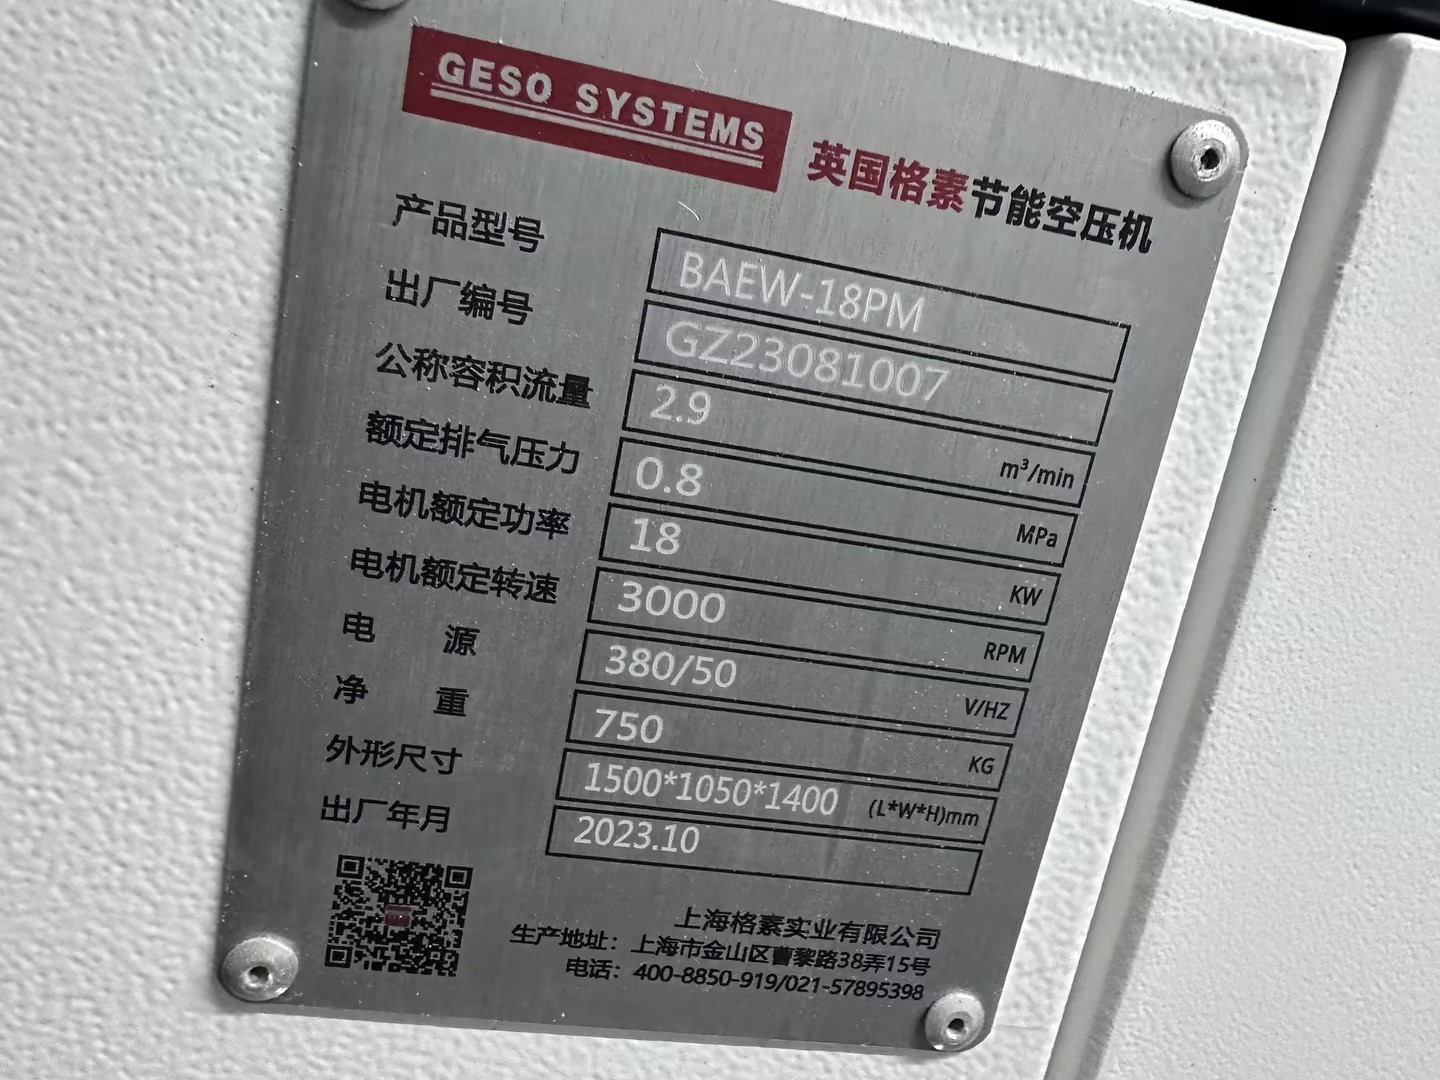 GESO SYSTEMS 英国格素节能空压机
产品型号 BAEW-18PM
出厂编号 GZ23081007
公称容积流量 2.9 m³/min
额定排气压力 0.8 MPa
电机额定功率 18 KW
电机额定转速 3000 RPM
电 源 380/50 V/HZ
净 重 750 KG
外形尺寸 1500*1050*1400 (L*W*H)mm
出厂年月 2023.10
上海格素实业有限公司
生产地址：上海市金山区曹黎路38弄15号
电话：400-8850-919/021-57895398